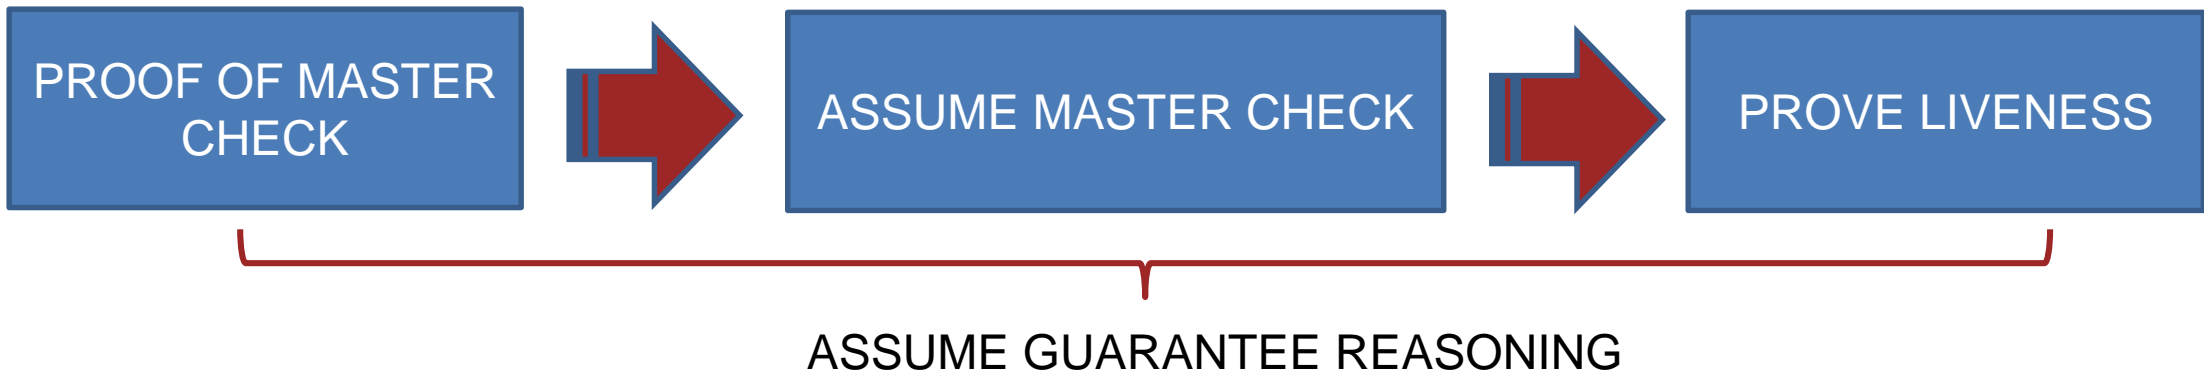 PROOF OF MASTER
CHECK
ASSUME MASTER CHECK
PROVE LIVENESS
ASSUME GUARANTEE REASONING